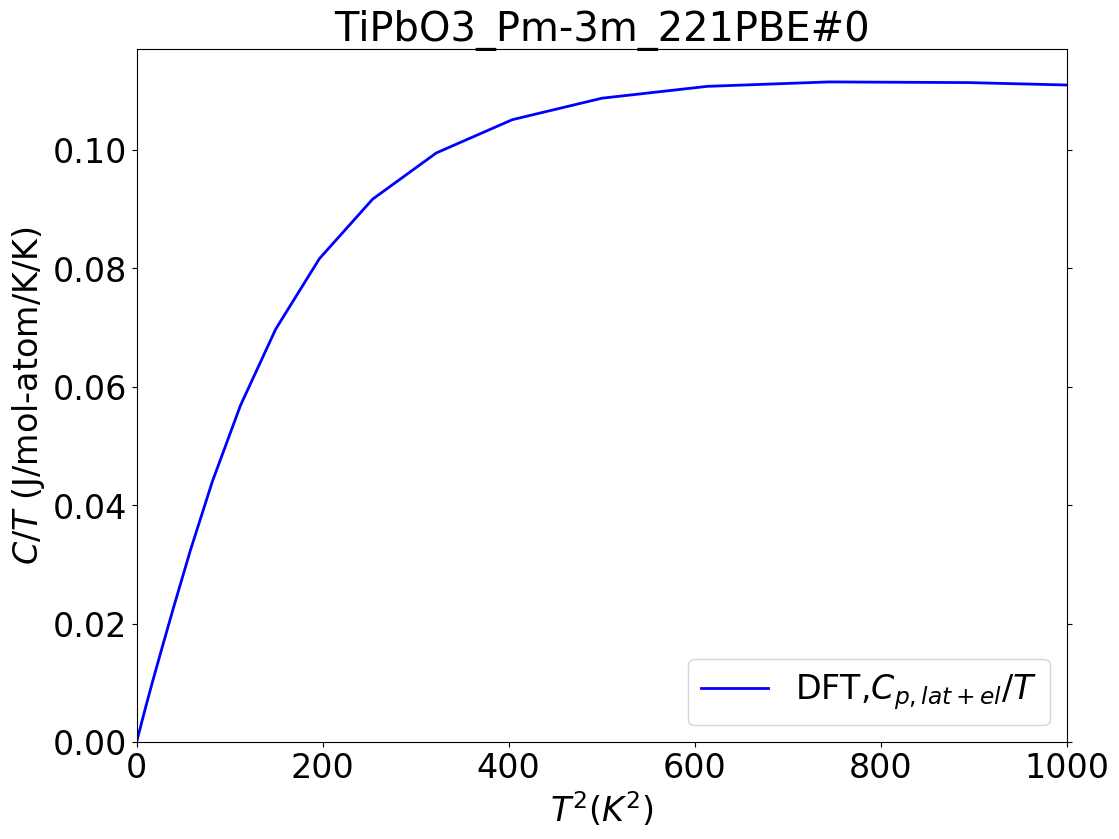 TiPbO3_Pm-3m_221PBE#0
0.10
0.08
0.06
0.04
0.02
0.00
C/T (J/mol-atom/K/K)
DFT,C_{p,lat+el}/T
0 200 400 600 800 1000
T^2(K^2)